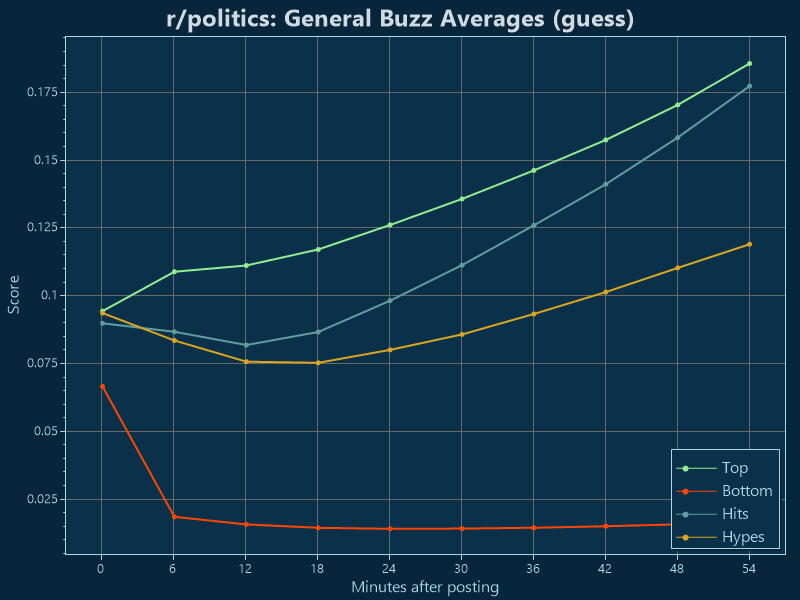 r/politics: General Buzz Averages (guess)
Score
0.175
0.15
0.125
0.1
0.075
0.05
0.025
0 6 12 18 24 30 36 42 48 54
Minutes after posting
Top
Bottom
Hits
Hypes